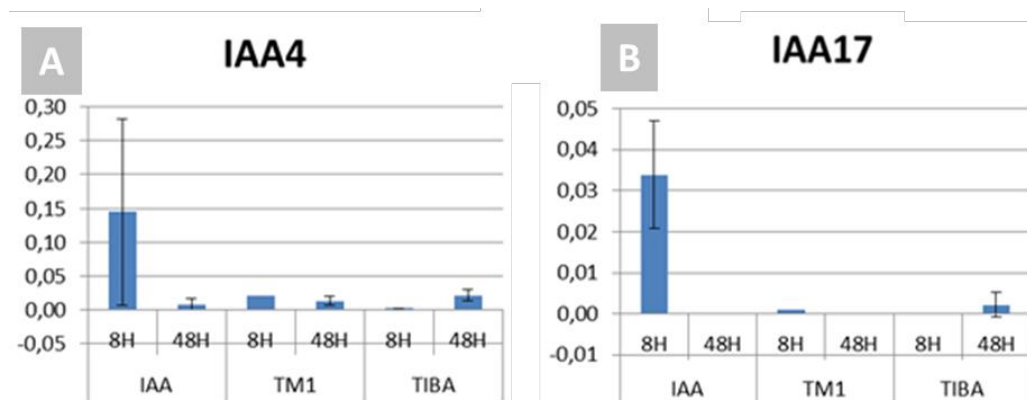 A
IAA4
0,30
0,25
0,20
0,15
0,10
0,05
0,00
-0,05
8H 48H 8H 48H 8H 48H
IAA TM1 TIBA
B
IAA17
0,05
0,04
0,03
0,02
0,01
0,00
-0,01
8H 48H 8H 48H 8H 48H
IAA TM1 TIBA